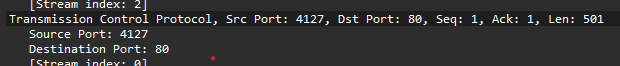 [Stream index: 2]
Transmission Control Protocol, Src Port: 4127, Dst Port: 80, Seq: 1, Ack: 1, Len: 501
Source Port: 4127
Destination Port: 80
[Stream index: 0]